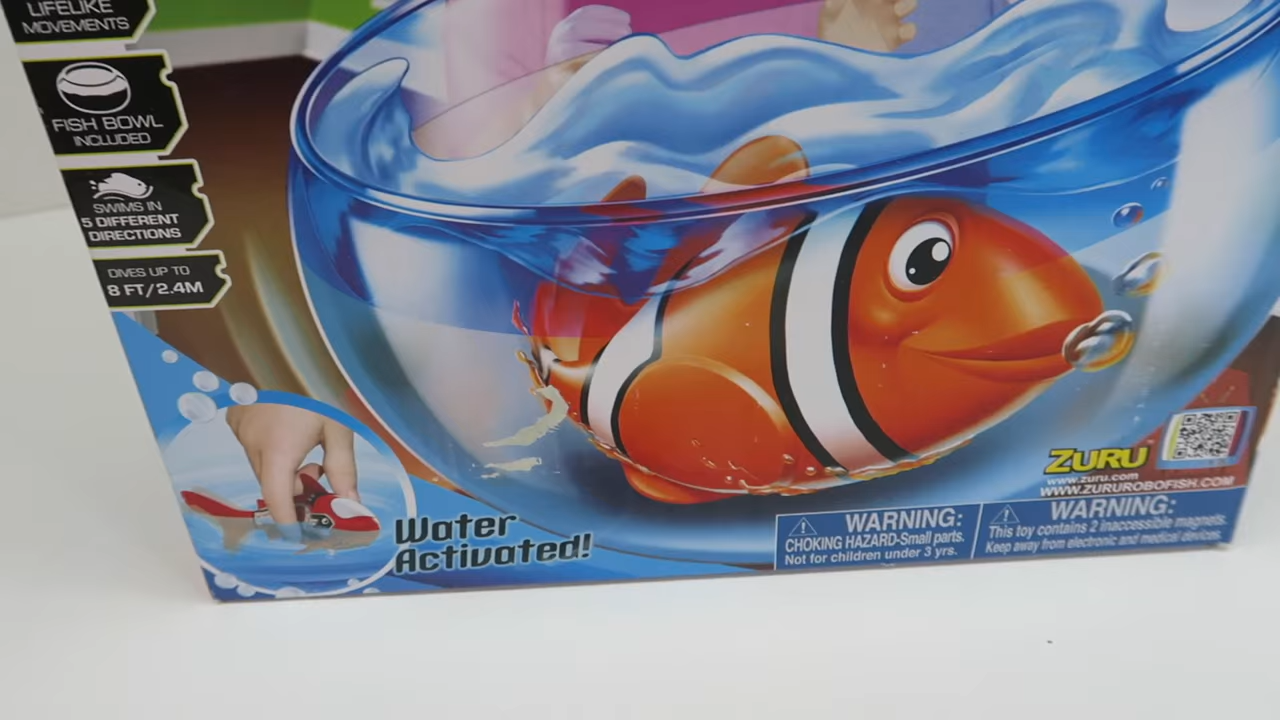 LIFELIKE
MOVEMENTS
FISH BOWL
INCLUDED
SWIMS IN
5 DIFFERENT
DIRECTIONS
DIVES UP TO
8 FT/2.4M
Water
Activated!
ZURU
www.zuru.com
WWW.ZURUROBOFISH.COM
WARNING:
CHOKING HAZARD-Small parts.
Not for children under 3 yrs.
WARNING:
This toy contains 2 inaccessible magnets.
Keep away from electronic and medical devices.